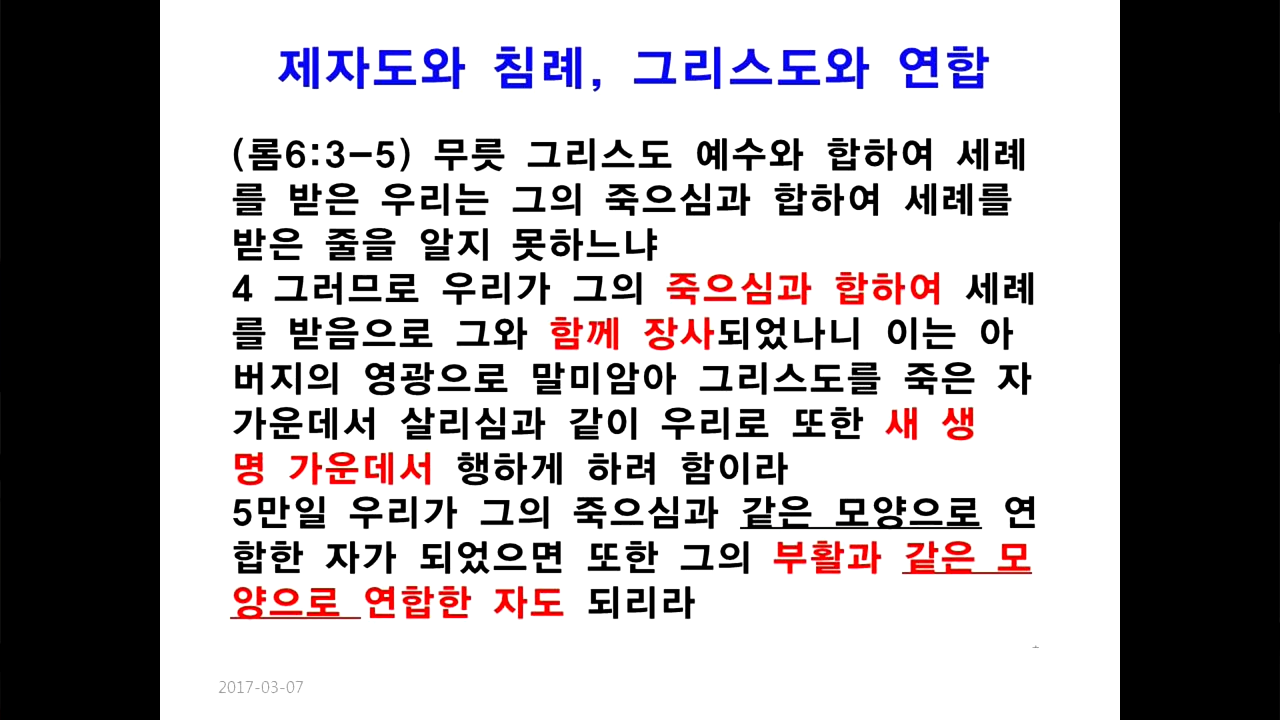 제자도와 침례, 그리스도와 연합
(롬6:3-5) 무릇 그리스도 예수와 합하여 세례
를 받은 우리는 그의 죽으심과 합하여 세례를
받은 줄을 알지 못하느냐
4 그러므로 우리가 그의 죽으심과 합하여 세례
를 받음으로 그와 함께 장사되었나니 이는 아
버지의 영광으로 말미암아 그리스도를 죽은 자
가운데서 살리심과 같이 우리로 또한 새 생
명 가운데서 행하게 하려 함이라
5만일 우리가 그의 죽으심과 같은 모양으로 연
합한 자가 되었으면 또한 그의 부활과 같은 모
양으로 연합한 자도 되리라
2017-03-07